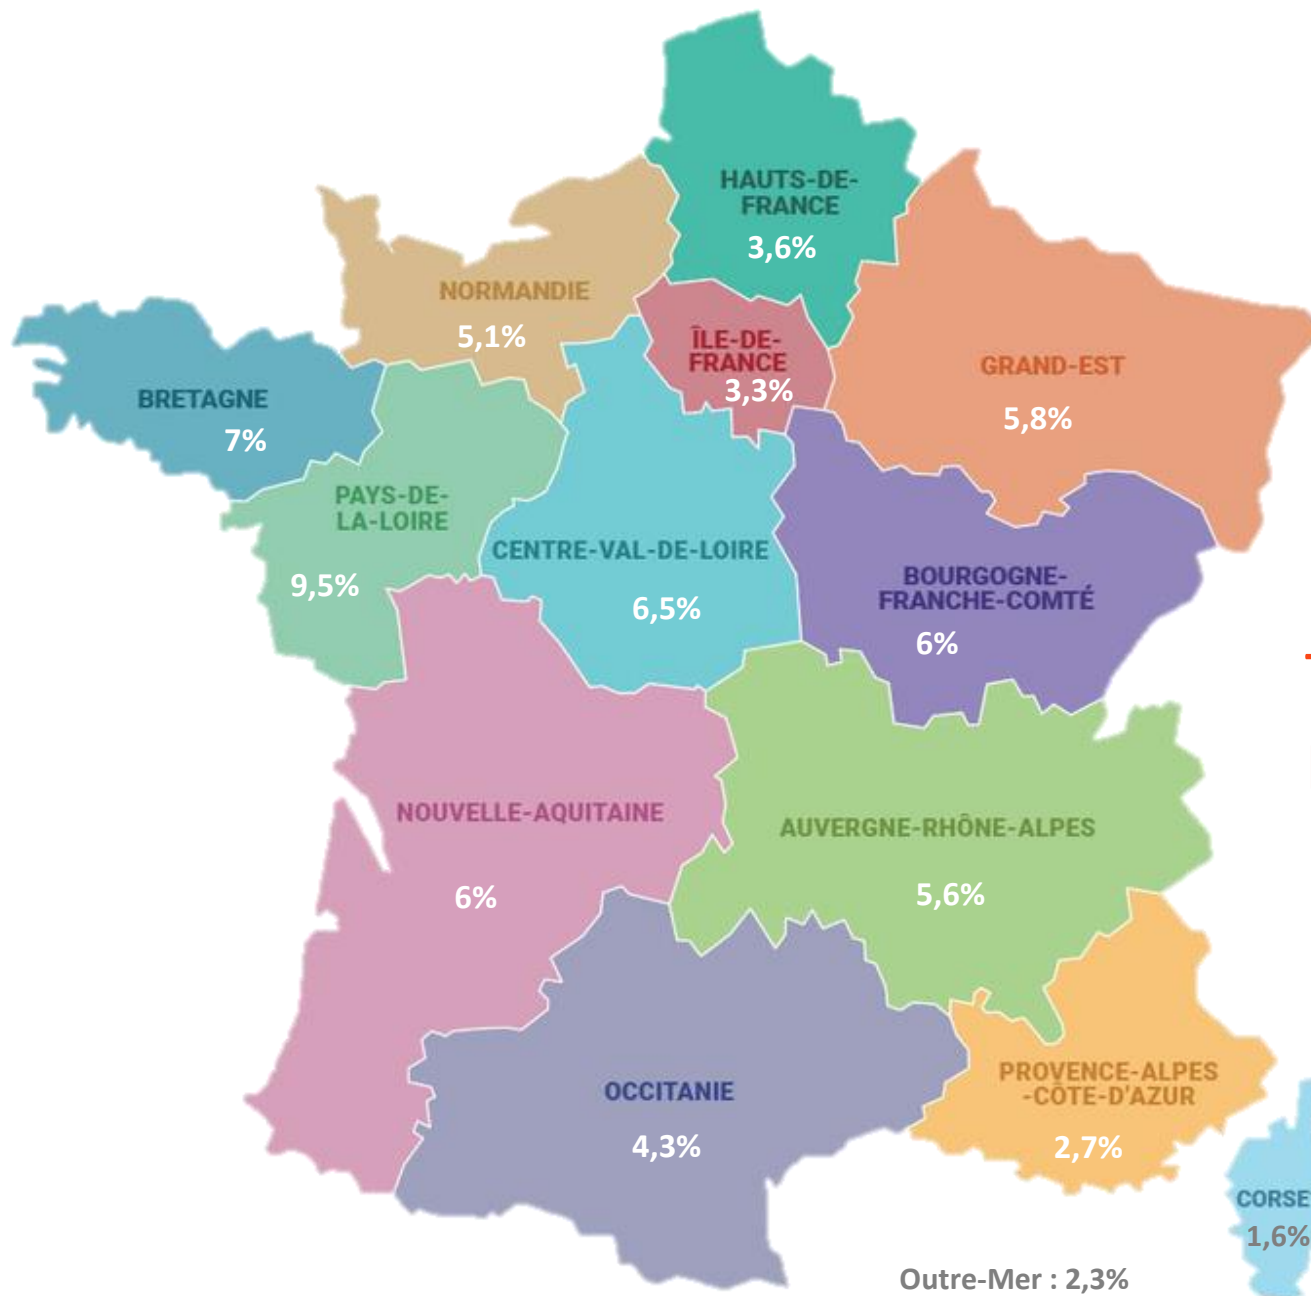 HAUTS-DE-
FRANCE
3,6%
NORMANDIE
5,1%
ÎLE-DE-
FRANCE
3,3%
GRAND-EST
5,8%
BRETAGNE
7%
PAYS-DE-
LA-LOIRE
9,5%
CENTRE-VAL-DE-LOIRE
6,5%
BOURGOGNE-
FRANCHE-COMTÉ
6%
NOUVELLE-AQUITAINE
6%
AUVERGNE-RHÔNE-ALPES
5,6%
OCCITANIE
4,3%
PROVENCE-ALPES
-CÔTE-D'AZUR
2,7%
CORSE
1,6%
Outre-Mer : 2,3%